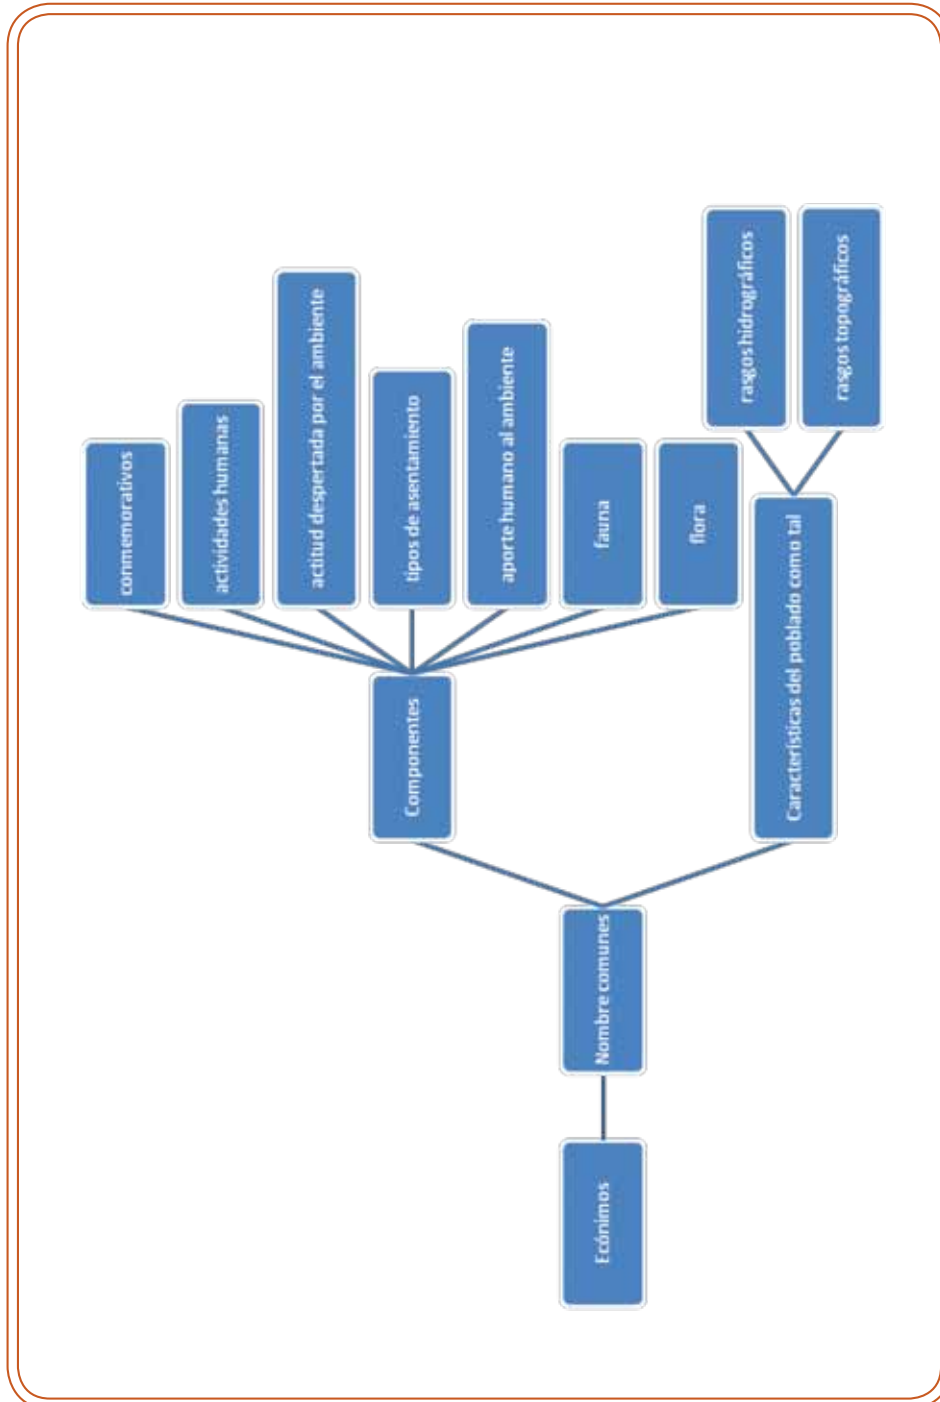 Ecónimos
Nombre comunes
Componentes
conmemorativos
actividades humanas
actitud despertada por el ambiente
tipos de asentamiento
aporte humano al ambiente
fauna
flora
Características del poblado como tal
rasgos hidrográficos
rasgos topográficos